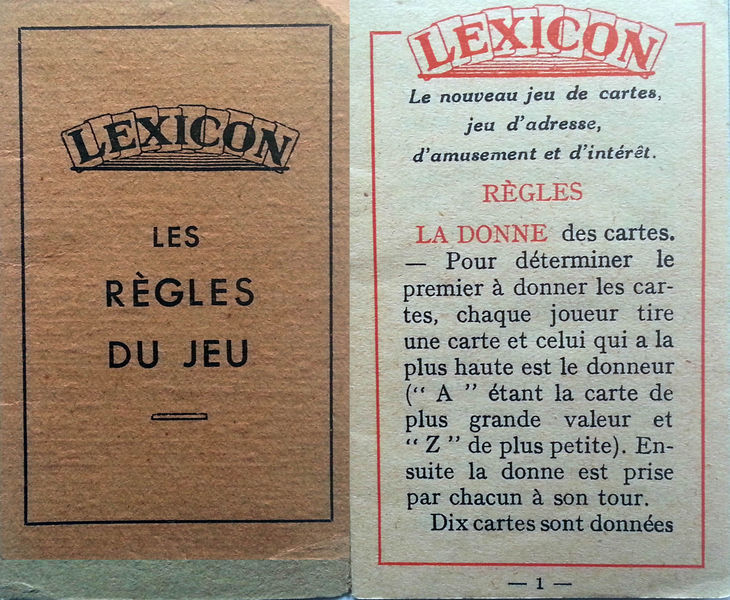 LEXICON
LES
RÈGLES
DU JEU
LEXICON
Le nouveau jeu de cartes,
jeu d'adresse,
d'amusement et d'intérêt.
RÈGLES
LA DONNE des cartes.
— Pour déterminer le
premier à donner les car-
tes, chaque joueur tire
une carte et celui qui a la
plus haute est le donneur
(“ A ” étant la carte de
plus grande valeur et
“ Z ” de plus petite). En-
suite la donne est prise
par chacun à son tour.
Dix cartes sont données
— 1 —